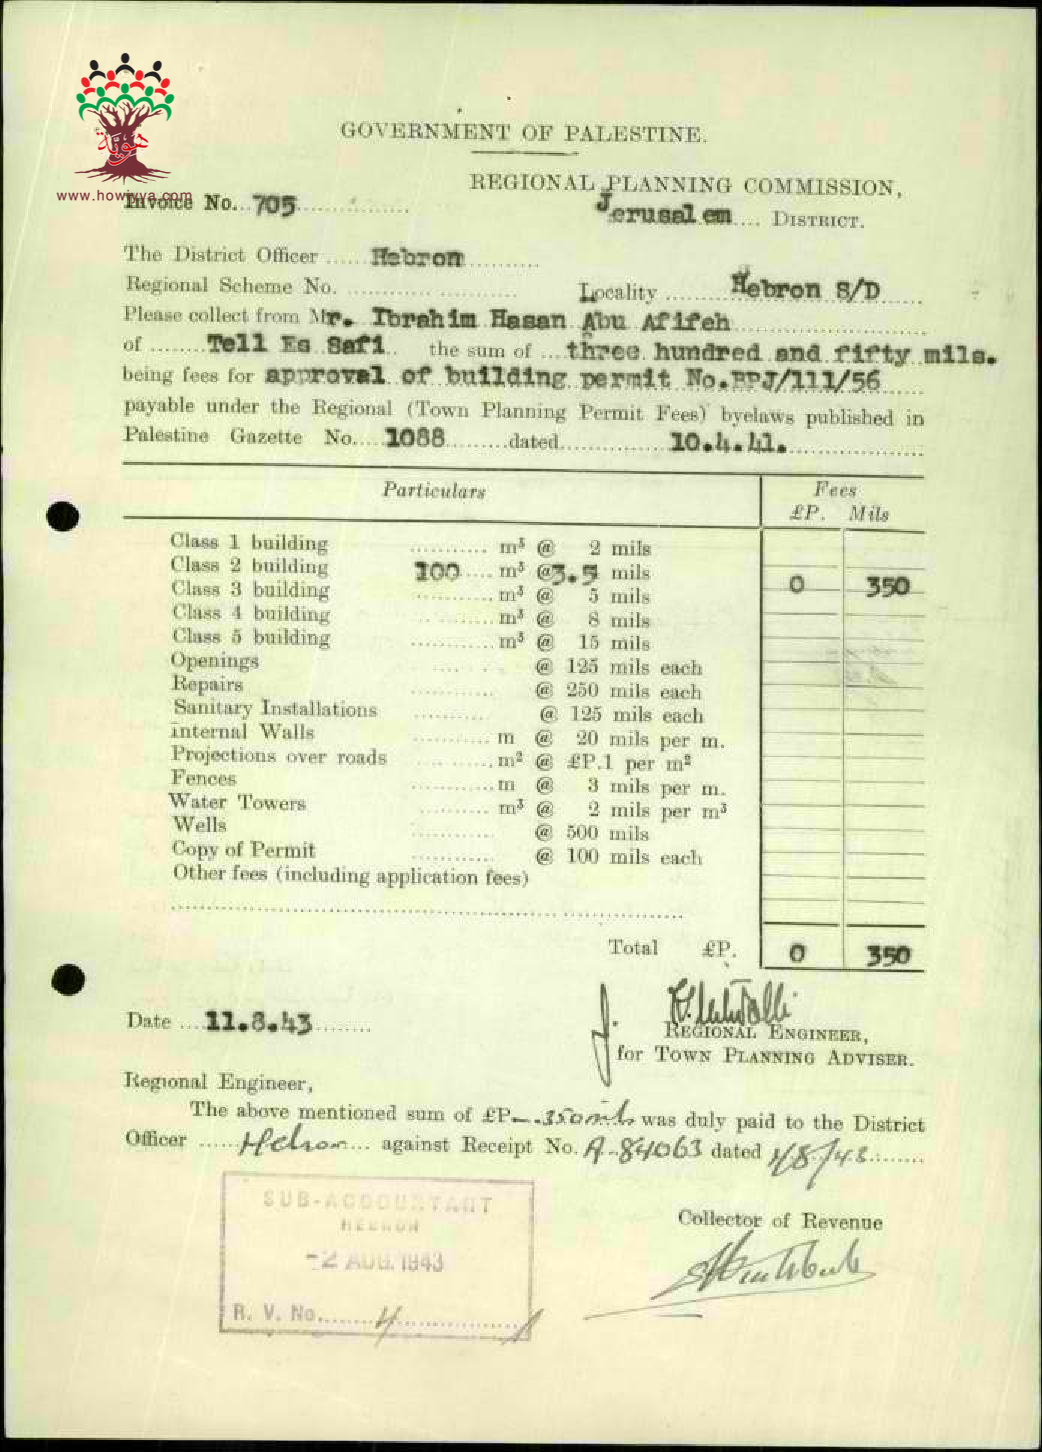 هوية
www.howiyya.com
GOVERNMENT OF PALESTINE.
REGIONAL PLANNING COMMISSION,
Invoice No. 705
Jerusalem DISTRICT.
The District Officer Hebron
Regional Scheme No.
Locality Hebron S/D
Please collect from Mr. Ibrahim Hasan Abu Afifeh
of Tell Es Safi the sum of three hundred and fifty mils.
being fees for approval of building permit No.RPJ/111/56
payable under the Regional (Town Planning Permit Fees) byelaws published in
Palestine Gazette No. 1088 dated 10.4.41.
Particulars Fees
£P. Mils
Class 1 building m³ @ 2 mils
Class 2 building 100 m³ @3.5 mils 0 350
Class 3 building m³ @ 5 mils
Class 4 building m³ @ 8 mils
Class 5 building m³ @ 15 mils
Openings @ 125 mils each
Repairs @ 250 mils each
Sanitary Installations @ 125 mils each
Internal Walls m @ 20 mils per m.
Projections over roads m² @ £P.1 per m²
Fences m @ 3 mils per m.
Water Towers m³ @ 2 mils per m³
Wells @ 500 mils
Copy of Permit @ 100 mils each
Other fees (including application fees)
Total £P. 0 350
Date 11.8.43
REGIONAL ENGINEER,
for TOWN PLANNING ADVISER.
Regional Engineer,
The above mentioned sum of £P—.350 mils was duly paid to the District
Officer Hebron against Receipt No. A 84063 dated /8/43
SUB-ACCOUNTANT
HEBRON
-2 AUG. 1943
R. V. No. 4
Collector of Revenue